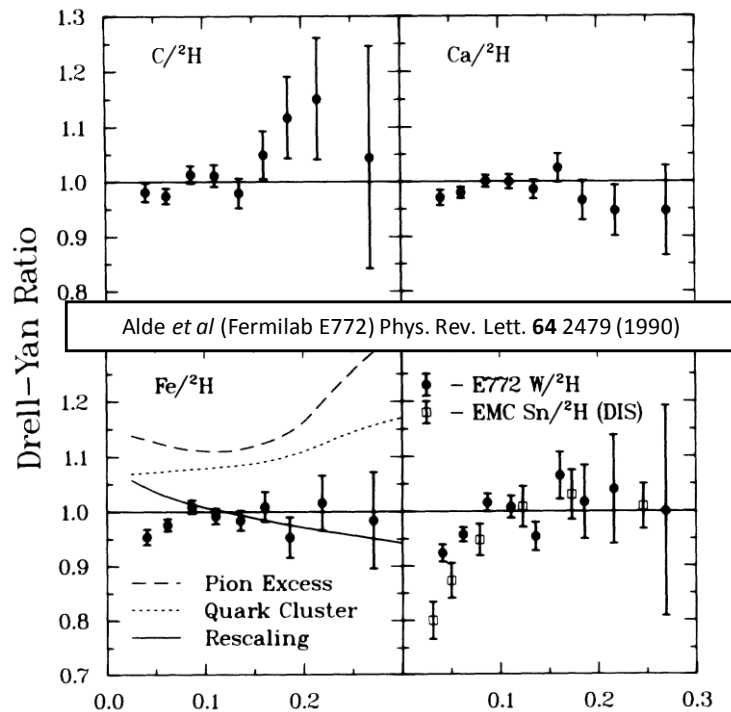 1.3
C/²H
Ca/²H
1.2
1.1
1.0
0.9
0.8
Drell-Yan Ratio
Alde et al (Fermilab E772) Phys. Rev. Lett. 64 2479 (1990)
Fe/²H
– E772 W/²H
– EMC Sn/²H (DIS)
1.2
1.1
1.0
0.9
Pion Excess
Quark Cluster
Rescaling
0.8
0.7
0.0 0.1 0.2 0.1 0.2 0.3